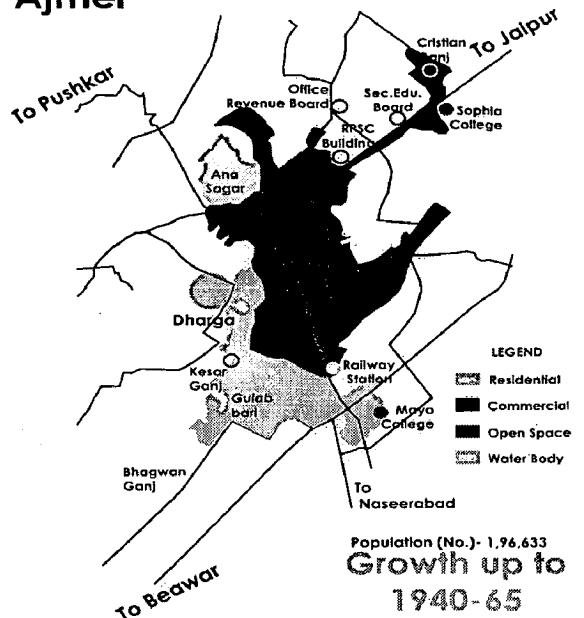 Ajmer
To Jaipur
Cristian
Ganj
To Pushkar
Office
Revenue Board
Sec.Edu.
Board
Sophia
College
RPSC
Building
Ana
Sagar
Dharga
Kesar
Ganj
Railway
Station
Gulab
bari
Mayo
College
LEGEND
Residential
Commercial
Open Space
Water Body
Bhagwan
Ganj
To
Naseerabad
To Beawar
Population (No.)- 1,96,633
Growth up to
1940-65